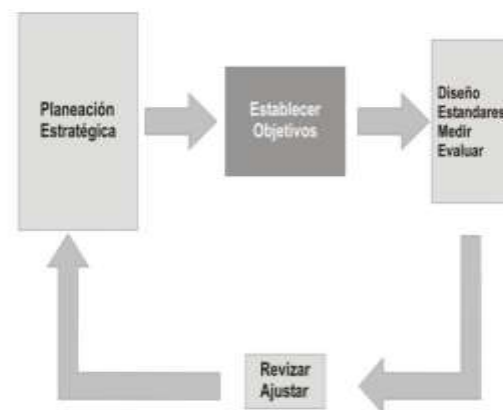 Planeación
Estratégica
Establecer
Objetivos
Diseño
Estandares
Medir
Evaluar
Revizar
Ajustar